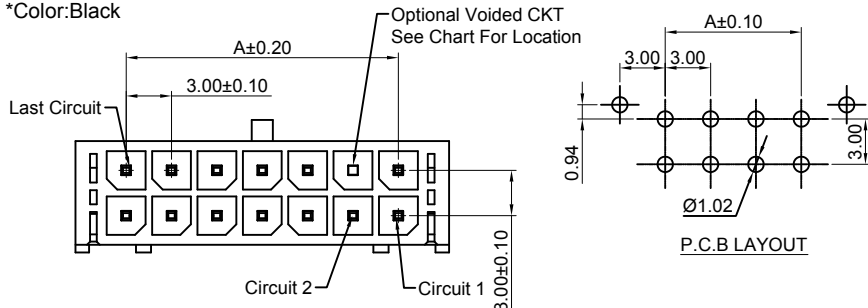 *Color:Black
Optional Voided CKT
See Chart For Location
A±0.20
3.00±0.10
Last Circuit
Circuit 2
Circuit 1
3.00±0.10
A±0.10
3.00
3.00
0.94
3.00
Ø1.02
P.C.B LAYOUT